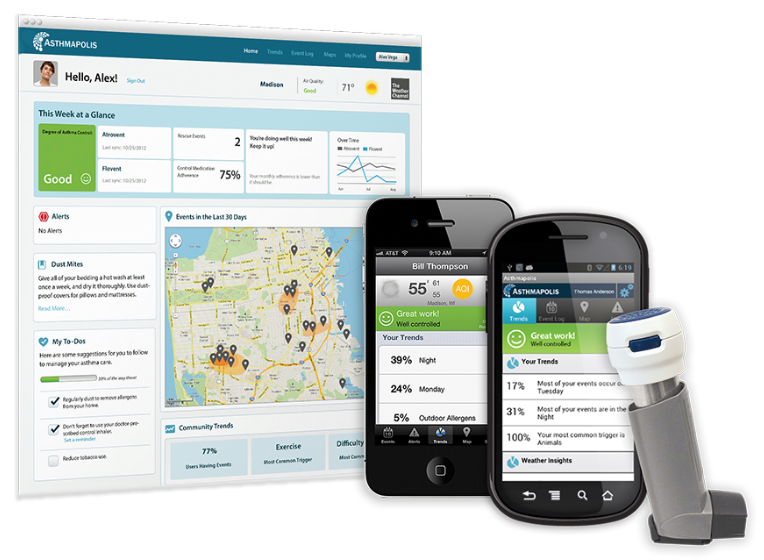 ASTHMAPOLIS
Home Trends Event Log Maps My Profile Alex Vega
Hello, Alex! Sign Out
Madison
Air Quality:
Good
71°
The
Weather
Channel
This Week at a Glance
Degree of Asthma Control:
Good
Atrovent
Last sync: 10/25/2012
Flovent
Last sync: 10/25/2012
Rescue Events
2
Control Medication
Adherence
75%
You're doing well this week!
Keep it up!
Your monthly adherence is lower than
it should be.
Over Time
Atrovent Flovent
Jun Jul Aug
Alerts
No Alerts
Dust Mites
Give all of your bedding a hot wash at least
once a week, and dry it thoroughly. Use dust-
proof covers for pillows and mattresses.
Read More...
My To-Dos
Here are some suggestions for you to follow
to manage your asthma care.
of the way there!
Regularly dust to remove allergens
from your home.
Don't forget to use your doctor pre-
scribed control inhaler.
Set a reminder
Reduce tobacco use.
Events in the Last 30 Days
Community Trends
77%
Users Having Events
Exercise
Most Common Trigger
Difficulty
Most Comm
AT&T 9:10 AM
Bill Thompson
55° 61
55
AQI
Madison, WI
Great work!
Well controlled
Your Trends
39% Night
24% Monday
5% Outdoor Allergens
Events Alerts Trends Map
6:19
Asthmapolis
ASTHMAPOLIS Thomas Anderson
Trends Event Log Map
Great work!
Well controlled
Your Trends
17% Most of your events occur
Tuesday
31% Most of your events are in the
Night
100% Your most common trigger is
Animals
Weather Insights